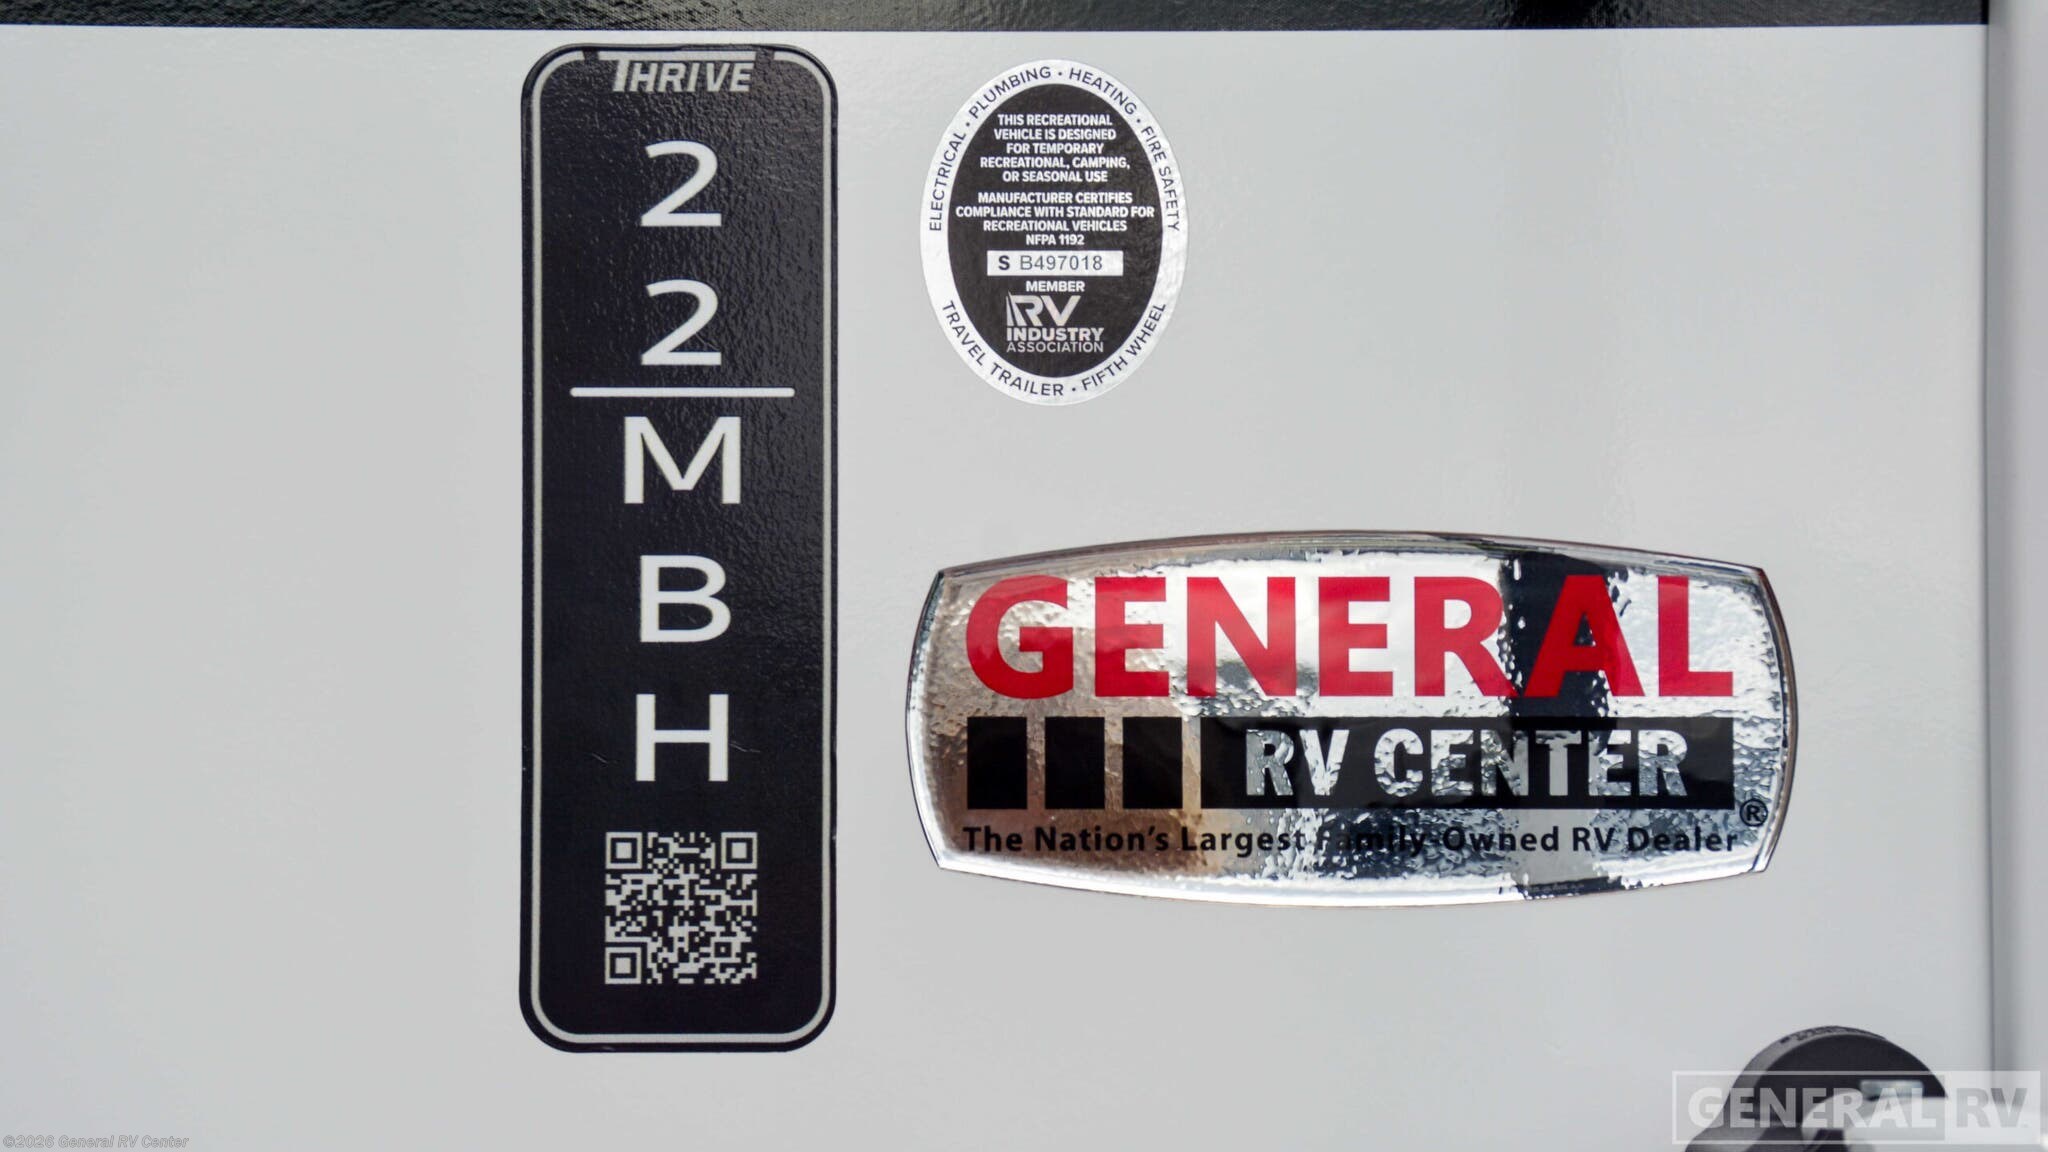 THRIVE
2
2
M
B
H
ELECTRICAL • PLUMBING • HEATING • FIRE SAFETY
THIS RECREATIONAL
VEHICLE IS DESIGNED
FOR TEMPORARY
RECREATIONAL, CAMPING,
OR SEASONAL USE
MANUFACTURER CERTIFIES
COMPLIANCE WITH STANDARD FOR
RECREATIONAL VEHICLES
NFPA 1192
S B497018
MEMBER
RV
INDUSTRY
ASSOCIATION
TRAVEL TRAILER • FIFTH WHEEL
GENERAL
RV CENTER
®
The Nation's Largest Family-Owned RV Dealer
GENERAL RV
©2026 General RV Center